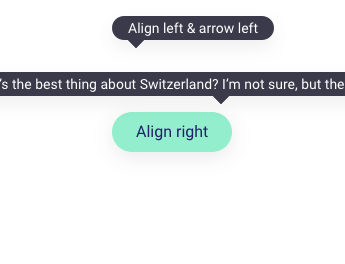 Align left & arrow left
's the best thing about Switzerland? I'm not sure, but the
Align right